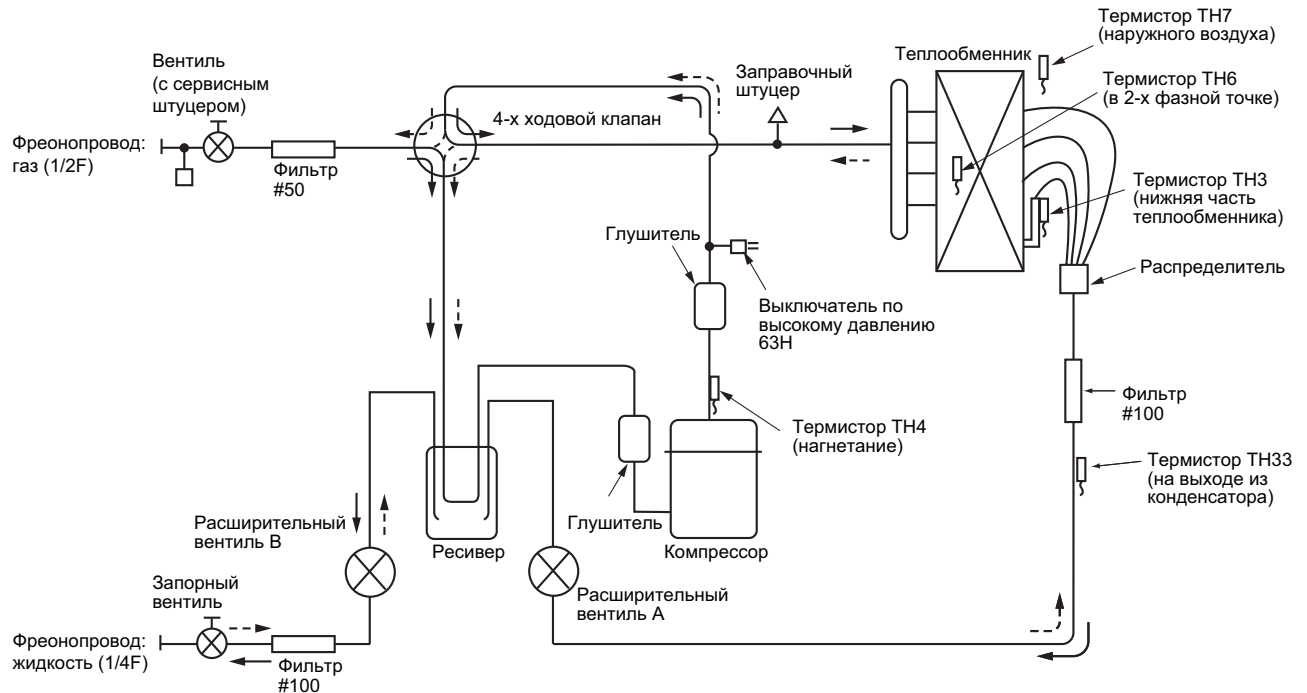 Термистор TH7
(наружного воздуха)
Теплообменник
Вентиль
(с сервисным
штуцером)
Заправочный
штуцер
Термистор TH6
(в 2-х фазной точке)
4-х ходовой клапан
Фреонопровод:
газ (1/2F)
Фильтр
#50
Термистор TH3
(нижняя часть
теплообменника)
Глушитель
Распределитель
Выключатель по
высокому давлению
63H
Фильтр
#100
Термистор TH4
(нагнетание)
Термистор TH33
(на выходе из
конденсатора)
Расширительный
вентиль B
Глушитель
Ресивер
Компрессор
Запорный
вентиль
Расширительный
вентиль A
Фреонопровод:
жидкость (1/4F)
Фильтр
#100